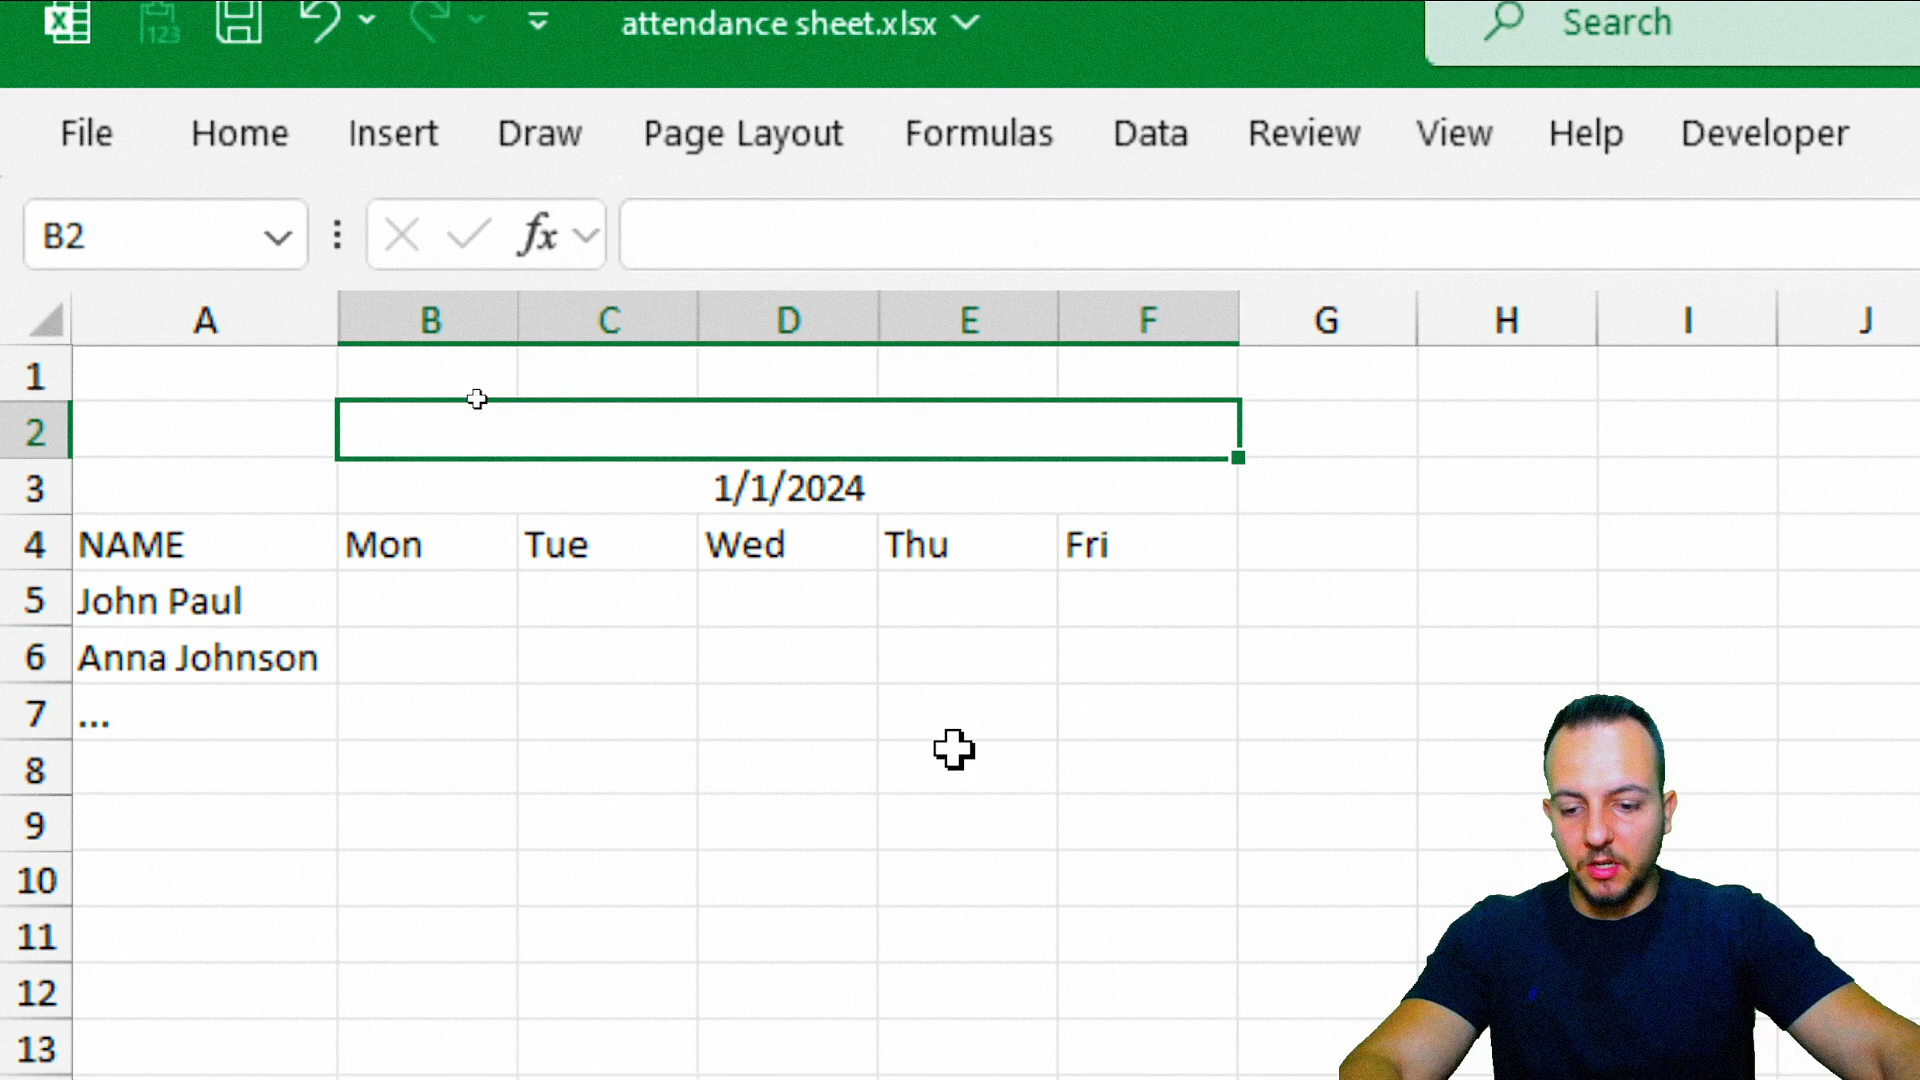 123 attendance sheet.xlsx Search
File Home Insert Draw Page Layout Formulas Data Review View Help Developer
B2 fx
A B C D E F G H I J
1
2
3 1/1/2024
4 NAME Mon Tue Wed Thu Fri
5 John Paul
6 Anna Johnson
7 ...
8
9
10
11
12
13